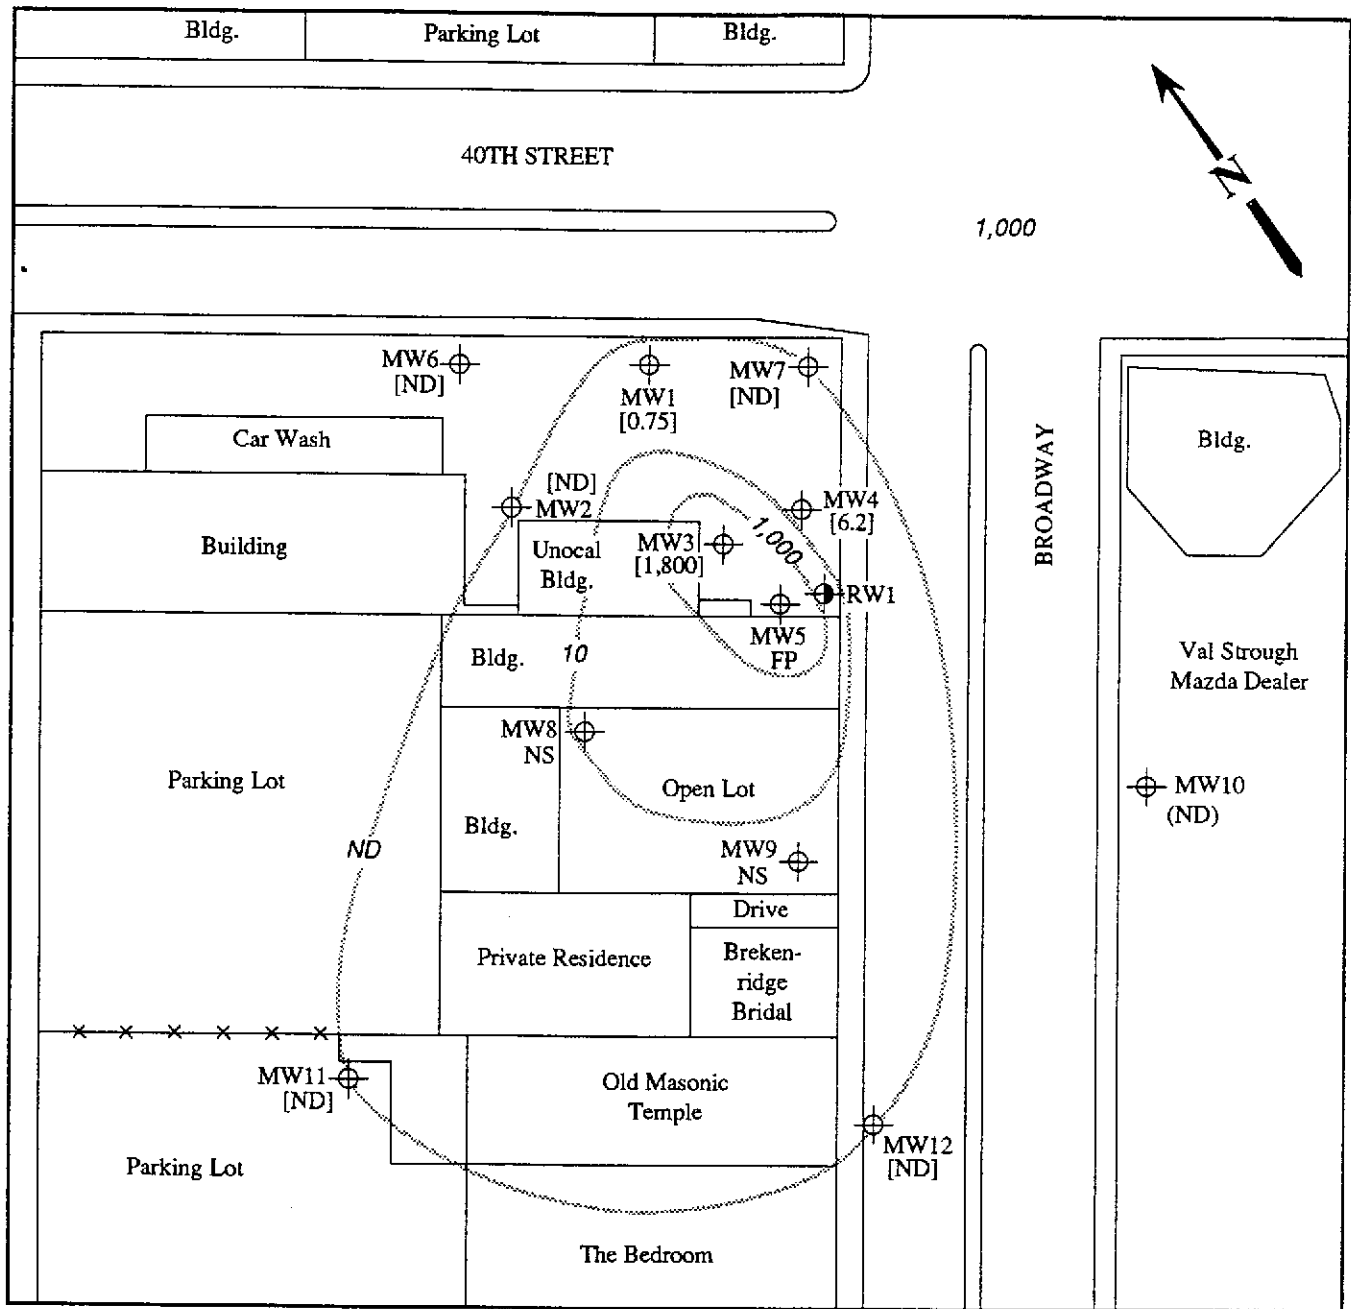 Bldg.
Parking Lot
Bldg.
40TH STREET
N
1,000
MW6
[ND]
MW1
[0.75]
MW7
[ND]
Car Wash
Bldg.
BROADWAY
[ND]
MW2
MW4
[6.2]
Building
Unocal
Bldg.
MW3
[1,800]
1,000
RW1
MW5
FP
Bldg.
10
Val Strough
Mazda Dealer
MW8
NS
Parking Lot
Open Lot
MW10
(ND)
Bldg.
ND
MW9
NS
Drive
Private Residence
Breken-
ridge
Bridal
MW11
[ND]
Old Masonic
Temple
MW12
[ND]
Parking Lot
The Bedroom